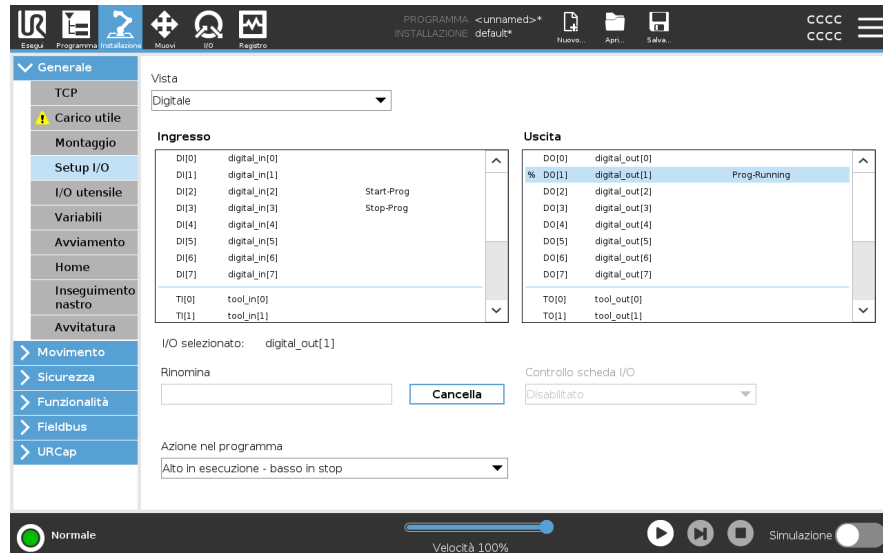 UR
PROGRAMMA <unnamed>*
INSTALLAZIONE default*
CCCC
CCCC
Esegui Programma Installazione Muovi I/O Registro Nuovo... Apri... Salva...
Generale
TCP
Carico utile
Montaggio
Setup I/O
I/O utensile
Variabili
Avviamento
Home
Inseguimento
nastro
Avvitatura
Movimento
Sicurezza
Funzionalità
Fieldbus
URCap
Vista
Digitale
Ingresso
DI[0] digital_in[0]
DI[1] digital_in[1]
DI[2] digital_in[2] Start-Prog
DI[3] digital_in[3] Stop-Prog
DI[4] digital_in[4]
DI[5] digital_in[5]
DI[6] digital_in[6]
DI[7] digital_in[7]
TI[0] tool_in[0]
TI[1] tool_in[1]
Uscita
DO[0] digital_out[0]
% DO[1] digital_out[1] Prog-Running
DO[2] digital_out[2]
DO[3] digital_out[3]
DO[4] digital_out[4]
DO[5] digital_out[5]
DO[6] digital_out[6]
DO[7] digital_out[7]
TO[0] tool_out[0]
TO[1] tool_out[1]
I/O selezionato: digital_out[1]
Rinomina
Cancella
Controllo scheda I/O
Disabilitato
Azione nel programma
Alto in esecuzione - basso in stop
Normale
Velocità 100%
Simulazione